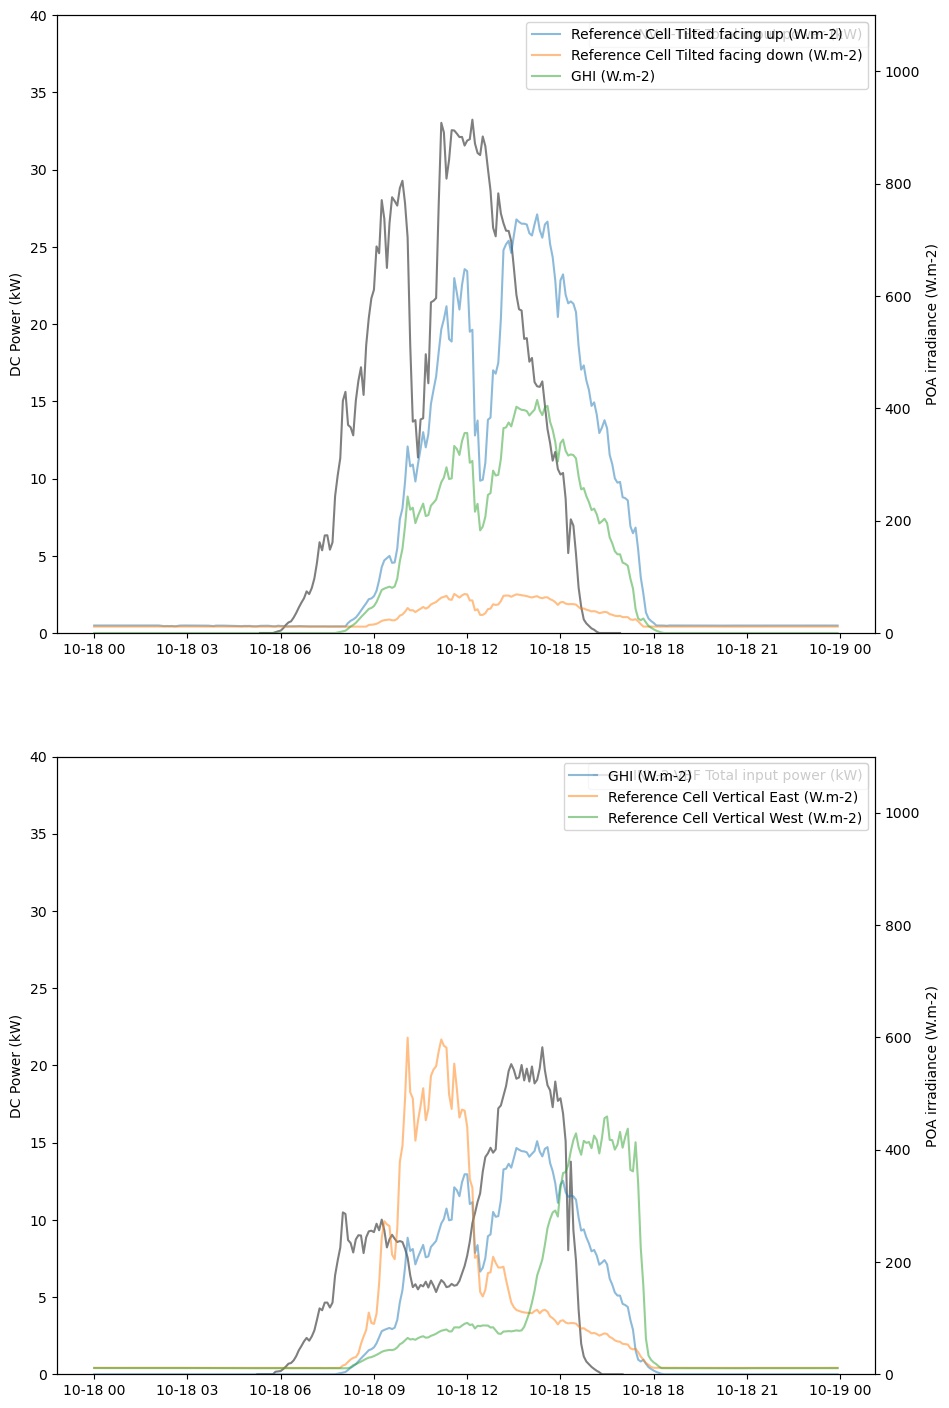 40
35
30
25
20
15
10
5
0
DC Power (kW)
Reference Cell Tilted facing up (W.m-2)
Reference Cell Tilted facing down (W.m-2)
GHI (W.m-2)
1000
800
600
400
200
0
POA irradiance (W.m-2)
10-18 00 10-18 03 10-18 06 10-18 09 10-18 12 10-18 15 10-18 18 10-18 21 10-19 00
40
35
30
25
20
15
10
5
0
DC Power (kW)
GHI (W.m-2) Total input power (kW)
Reference Cell Vertical East (W.m-2)
Reference Cell Vertical West (W.m-2)
1000
800
600
400
200
0
POA irradiance (W.m-2)
10-18 00 10-18 03 10-18 06 10-18 09 10-18 12 10-18 15 10-18 18 10-18 21 10-19 00